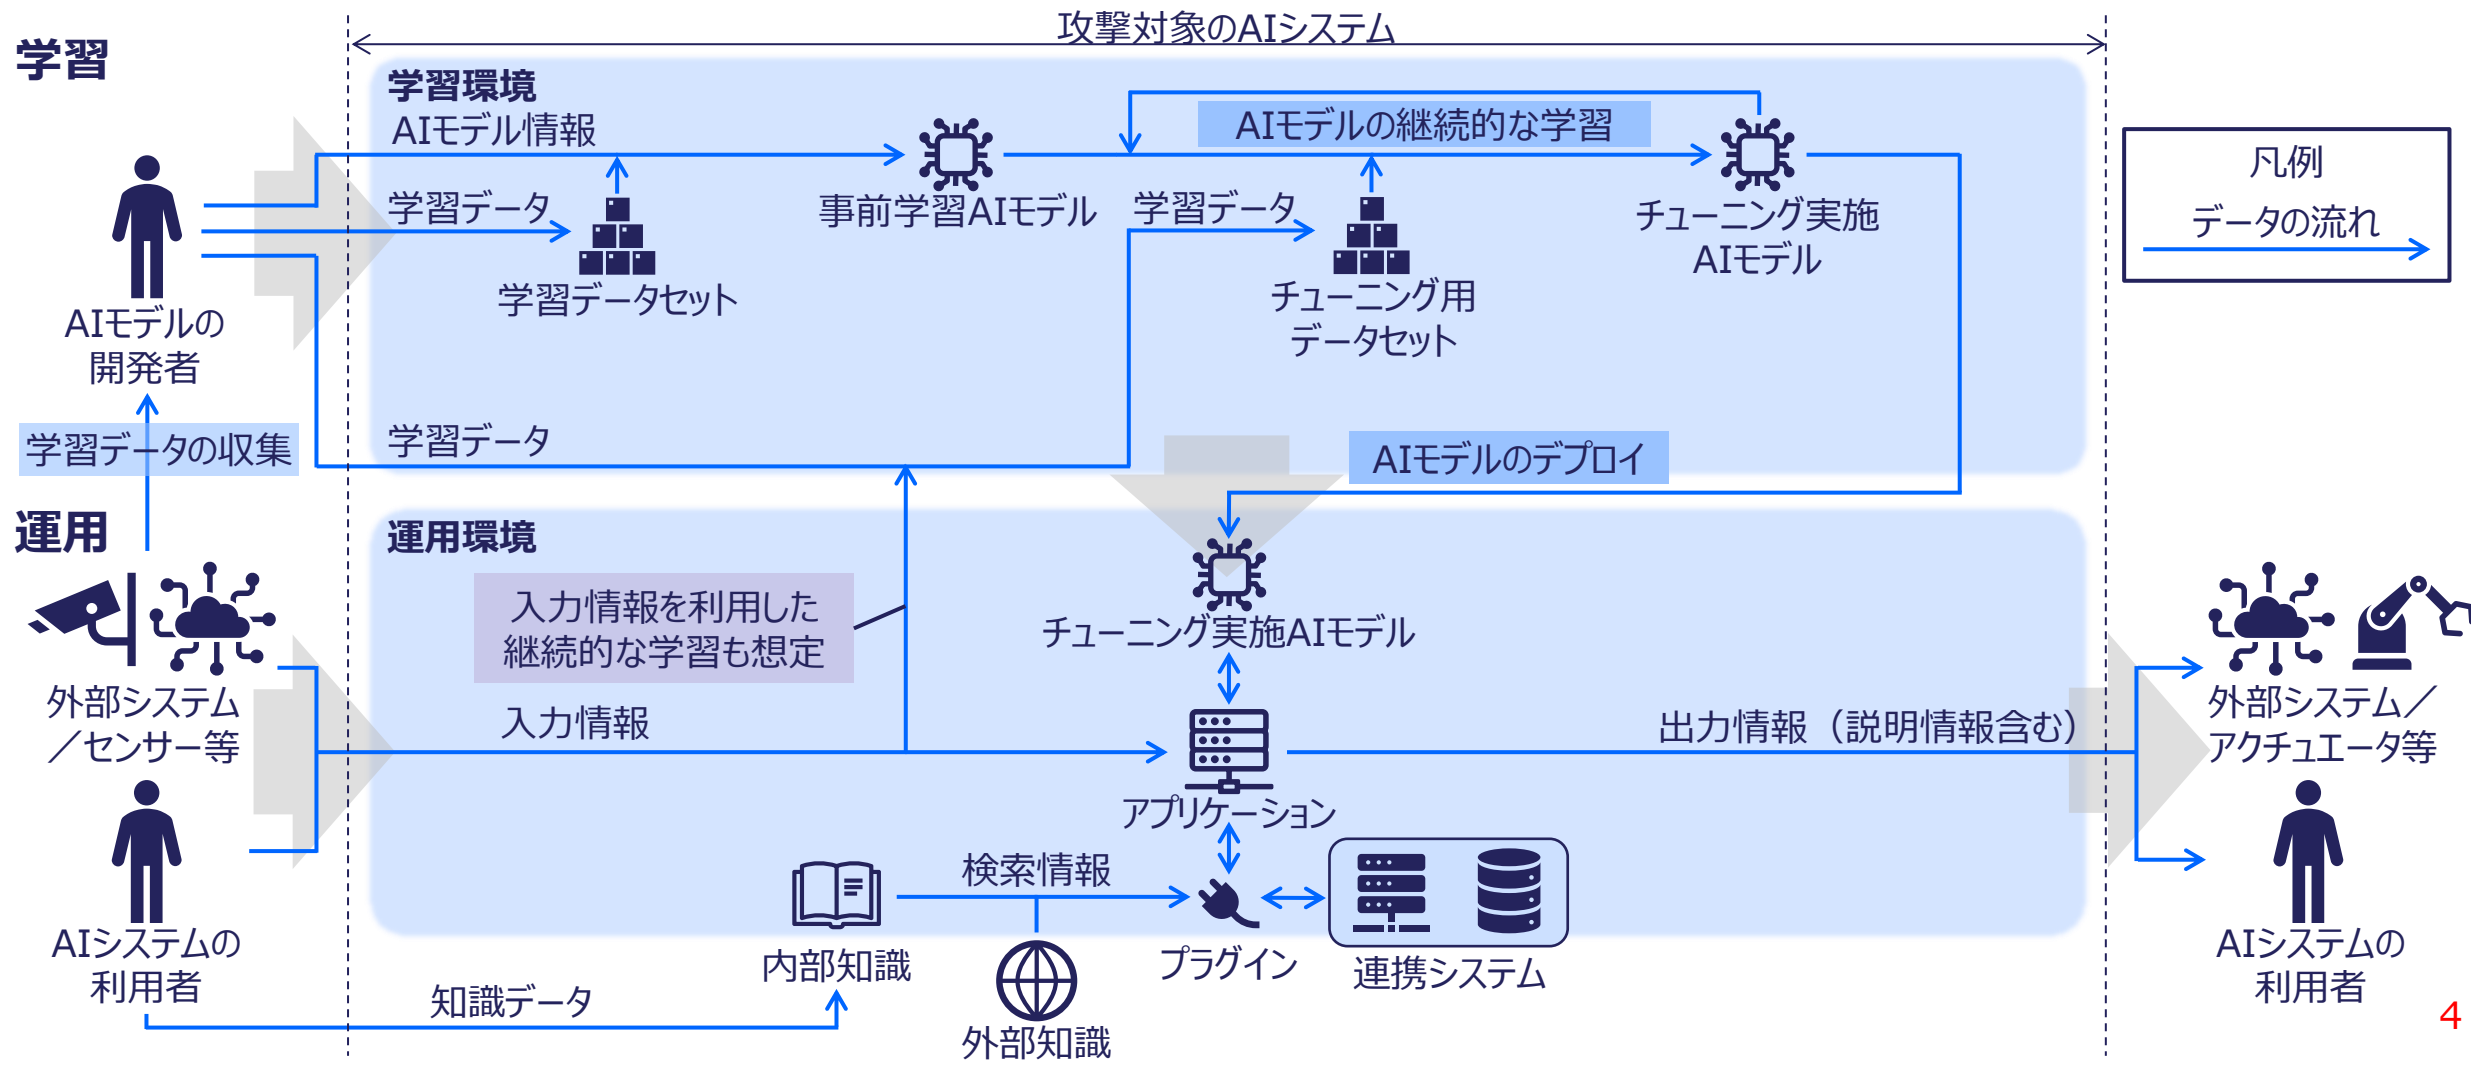 攻撃対象のAIシステム
学習
学習環境
AIモデル情報
AIモデルの継続的な学習
凡例
データの流れ
学習データ
事前学習AIモデル
学習データ
チューニング実施
AIモデル
学習データセット
チューニング用
データセット
AIモデルの
開発者
学習データの収集
学習データ
AIモデルのデプロイ
運用
運用環境
入力情報を利用した
継続的な学習も想定
チューニング実施AIモデル
外部システム
／センサー等
入力情報
出力情報（説明情報含む）
外部システム／
アクチュエータ等
アプリケーション
検索情報
AIシステムの
利用者
内部知識
プラグイン
連携システム
AIシステムの
利用者
知識データ
外部知識
4